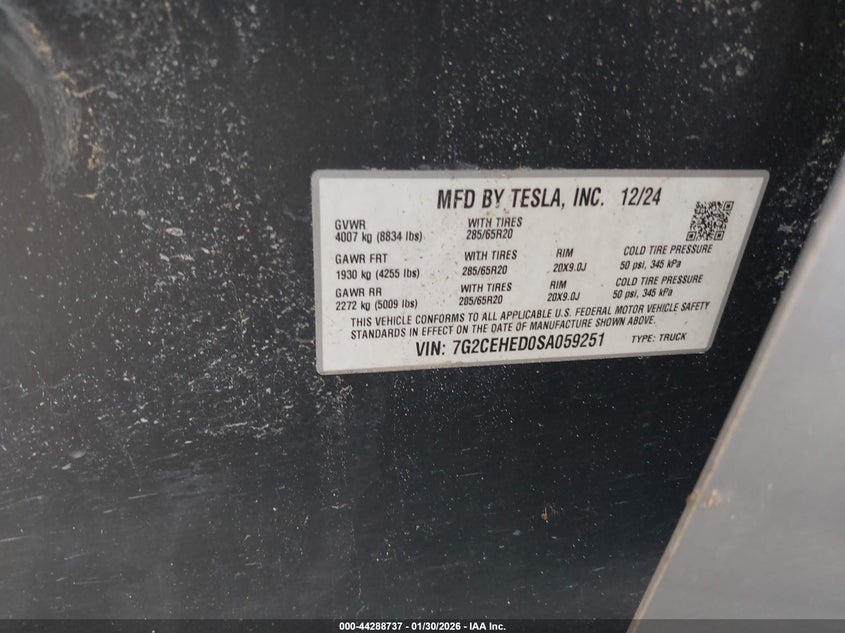 MFD BY TESLA, INC. 12/24
GVWR WITH TIRES
4007 kg (8834 lbs) 285/65R20
GAWR FRT WITH TIRES RIM COLD TIRE PRESSURE
1930 kg (4255 lbs) 285/65R20 20X9.0J 50 psi, 345 kPa
GAWR RR WITH TIRES RIM COLD TIRE PRESSURE
2272 kg (5009 lbs) 285/65R20 20X9.0J 50 psi, 345 kPa
THIS VEHICLE CONFORMS TO ALL APPLICABLE U.S. FEDERAL MOTOR VEHICLE SAFETY
STANDARDS IN EFFECT ON THE DATE OF MANUFACTURE SHOWN ABOVE.
VIN: 7G2CEHED0SA059251 TYPE: TRUCK
000-44288737 - 01/30/2026 - IAA Inc.